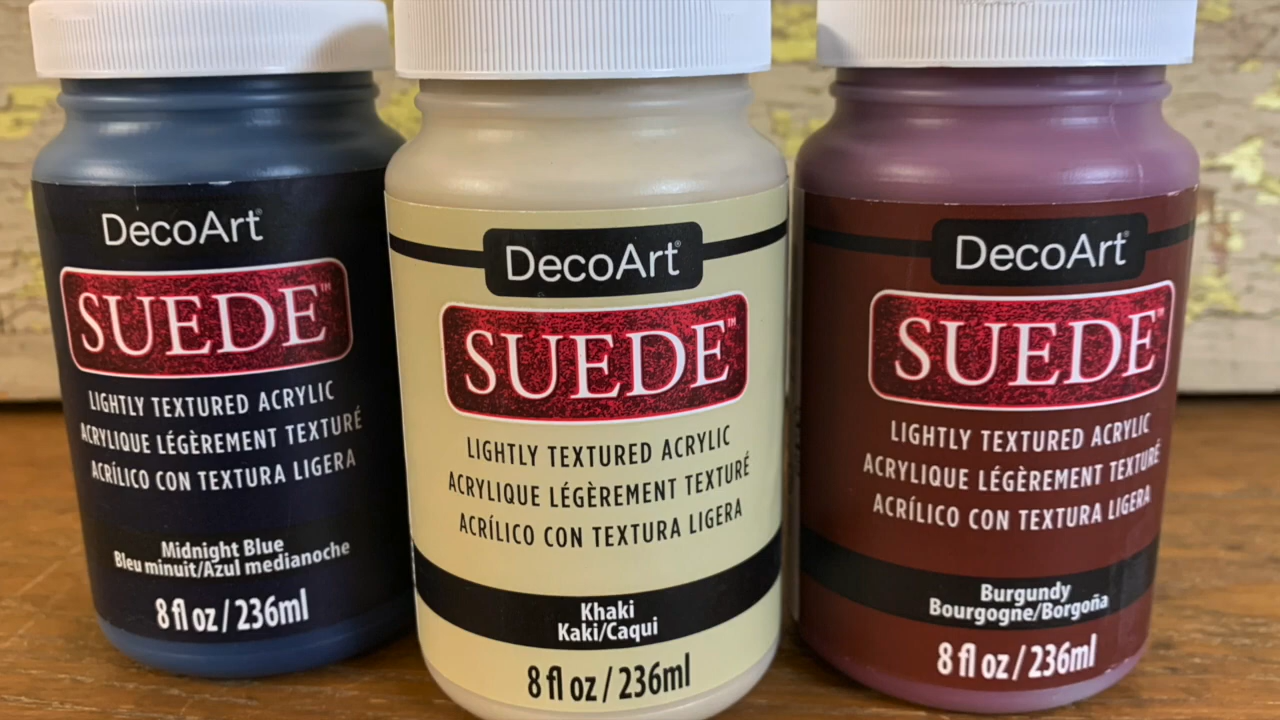 DecoArt®
SUEDE™
LIGHTLY TEXTURED ACRYLIC
ACRYLIQUE LÉGÈREMENT TEXTURÉ
ACRÍLICO CON TEXTURA LIGERA
Midnight Blue
Bleu minuit/Azul medianoche
8 fl oz / 236ml
DecoArt®
SUEDE™
LIGHTLY TEXTURED ACRYLIC
ACRYLIQUE LÉGÈREMENT TEXTURÉ
ACRÍLICO CON TEXTURA LIGERA
Khaki
Kaki/Caqui
8 fl oz / 236ml
DecoArt®
SUEDE™
LIGHTLY TEXTURED ACRYLIC
ACRYLIQUE LÉGÈREMENT TEXTURÉ
ACRÍLICO CON TEXTURA LIGERA
Burgundy
Bourgogne/Borgoña
8 fl oz / 236ml